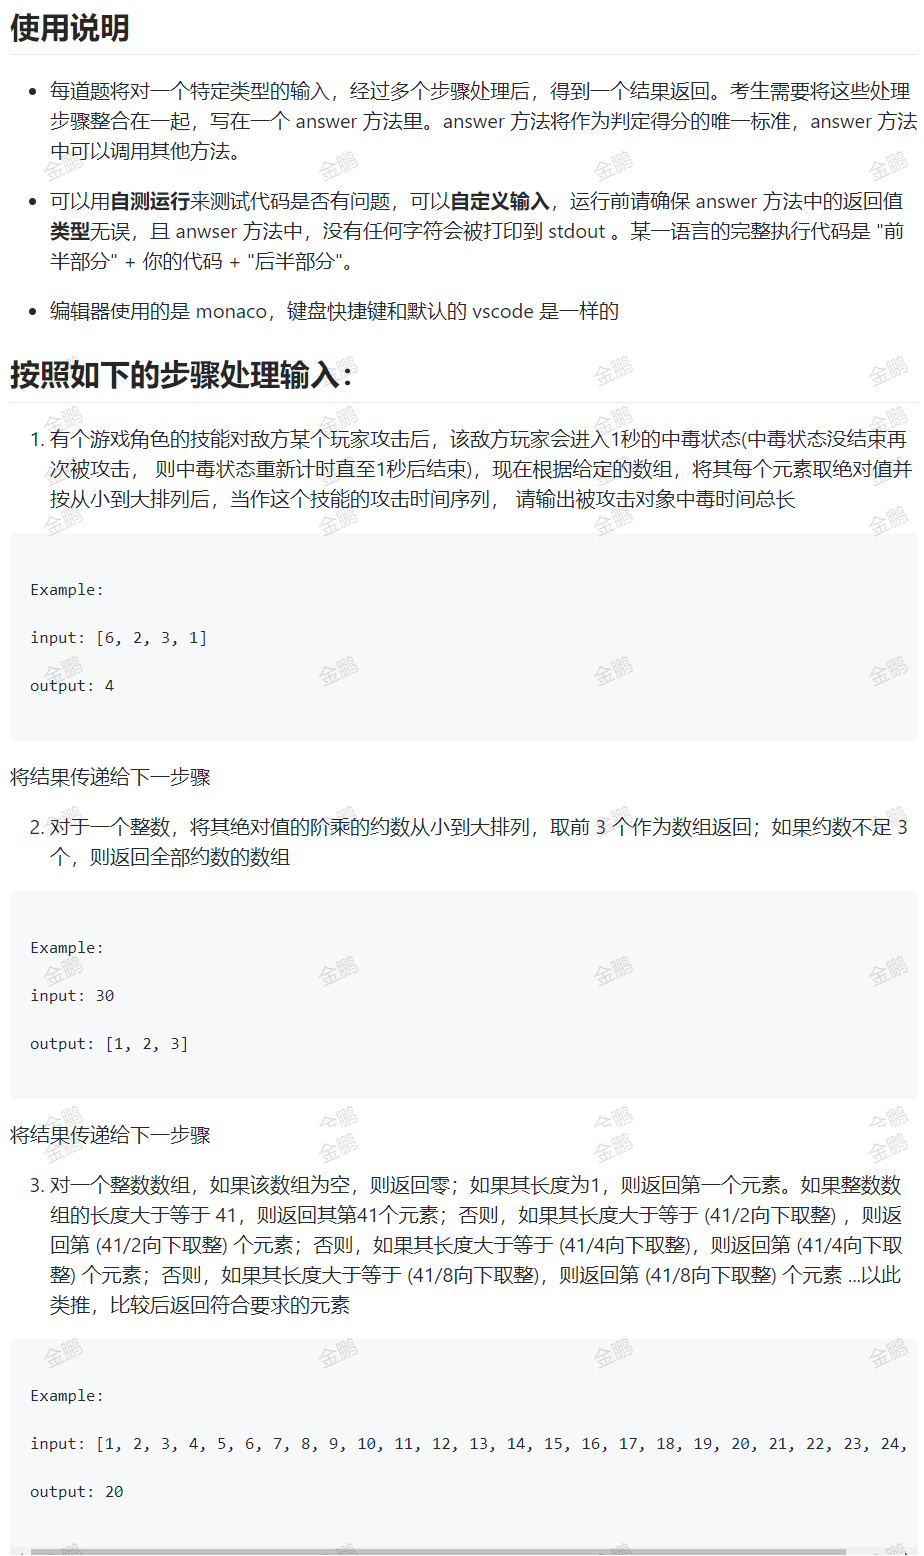 使用说明
每道题将对一个特定类型的输入，经过多个步骤处理后，得到一个结果返回。考生需要将这些处理
步骤整合在一起，写在一个 answer 方法里。answer 方法将作为判定得分的唯一标准，answer 方法
中可以调用其他方法。
可以用自测运行来测试代码是否有问题，可以自定义输入，运行前请确保 answer 方法中的返回值
类型无误，且 anwser 方法中，没有任何字符会被打印到 stdout 。某一语言的完整执行代码是 "前
半部分" + 你的代码 + "后半部分"。
编辑器使用的是 monaco，键盘快捷键和默认的 vscode 是一样的
按照如下的步骤处理输入：
1. 有个游戏角色的技能对敌方某个玩家攻击后，该敌方玩家会进入1秒的中毒状态(中毒状态没结束再
次被攻击， 则中毒状态重新计时直至1秒后结束)，现在根据给定的数组，将其每个元素取绝对值并
按从小到大排列后，当作这个技能的攻击时间序列， 请输出被攻击对象中毒时间总长
Example:
input: [6, 2, 3, 1]
output: 4
将结果传递给下一步骤
2. 对于一个整数，将其绝对值的阶乘的约数从小到大排列，取前 3 个作为数组返回；如果约数不足 3
个，则返回全部约数的数组
Example:
input: 30
output: [1, 2, 3]
将结果传递给下一步骤
3. 对一个整数数组，如果该数组为空，则返回零；如果其长度为1，则返回第一个元素。如果整数数
组的长度大于等于 41，则返回其第41个元素；否则，如果其长度大于等于 (41/2向下取整) ，则返
回第 (41/2向下取整) 个元素；否则，如果其长度大于等于 (41/4向下取整)，则返回第 (41/4向下取
整) 个元素；否则，如果其长度大于等于 (41/8向下取整)，则返回第 (41/8向下取整) 个元素 ...以此
类推，比较后返回符合要求的元素
Example:
input: [1, 2, 3, 4, 5, 6, 7, 8, 9, 10, 11, 12, 13, 14, 15, 16, 17, 18, 19, 20, 21, 22, 23, 24,
output: 20
金鹏